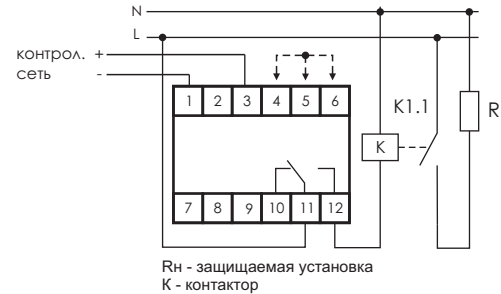 N
L
контрол. +
сеть -
1 2 3 4 5 6
К1.1
R
К
7 8 9 10 11 12
Rн - защищаемая установка
К - контактор